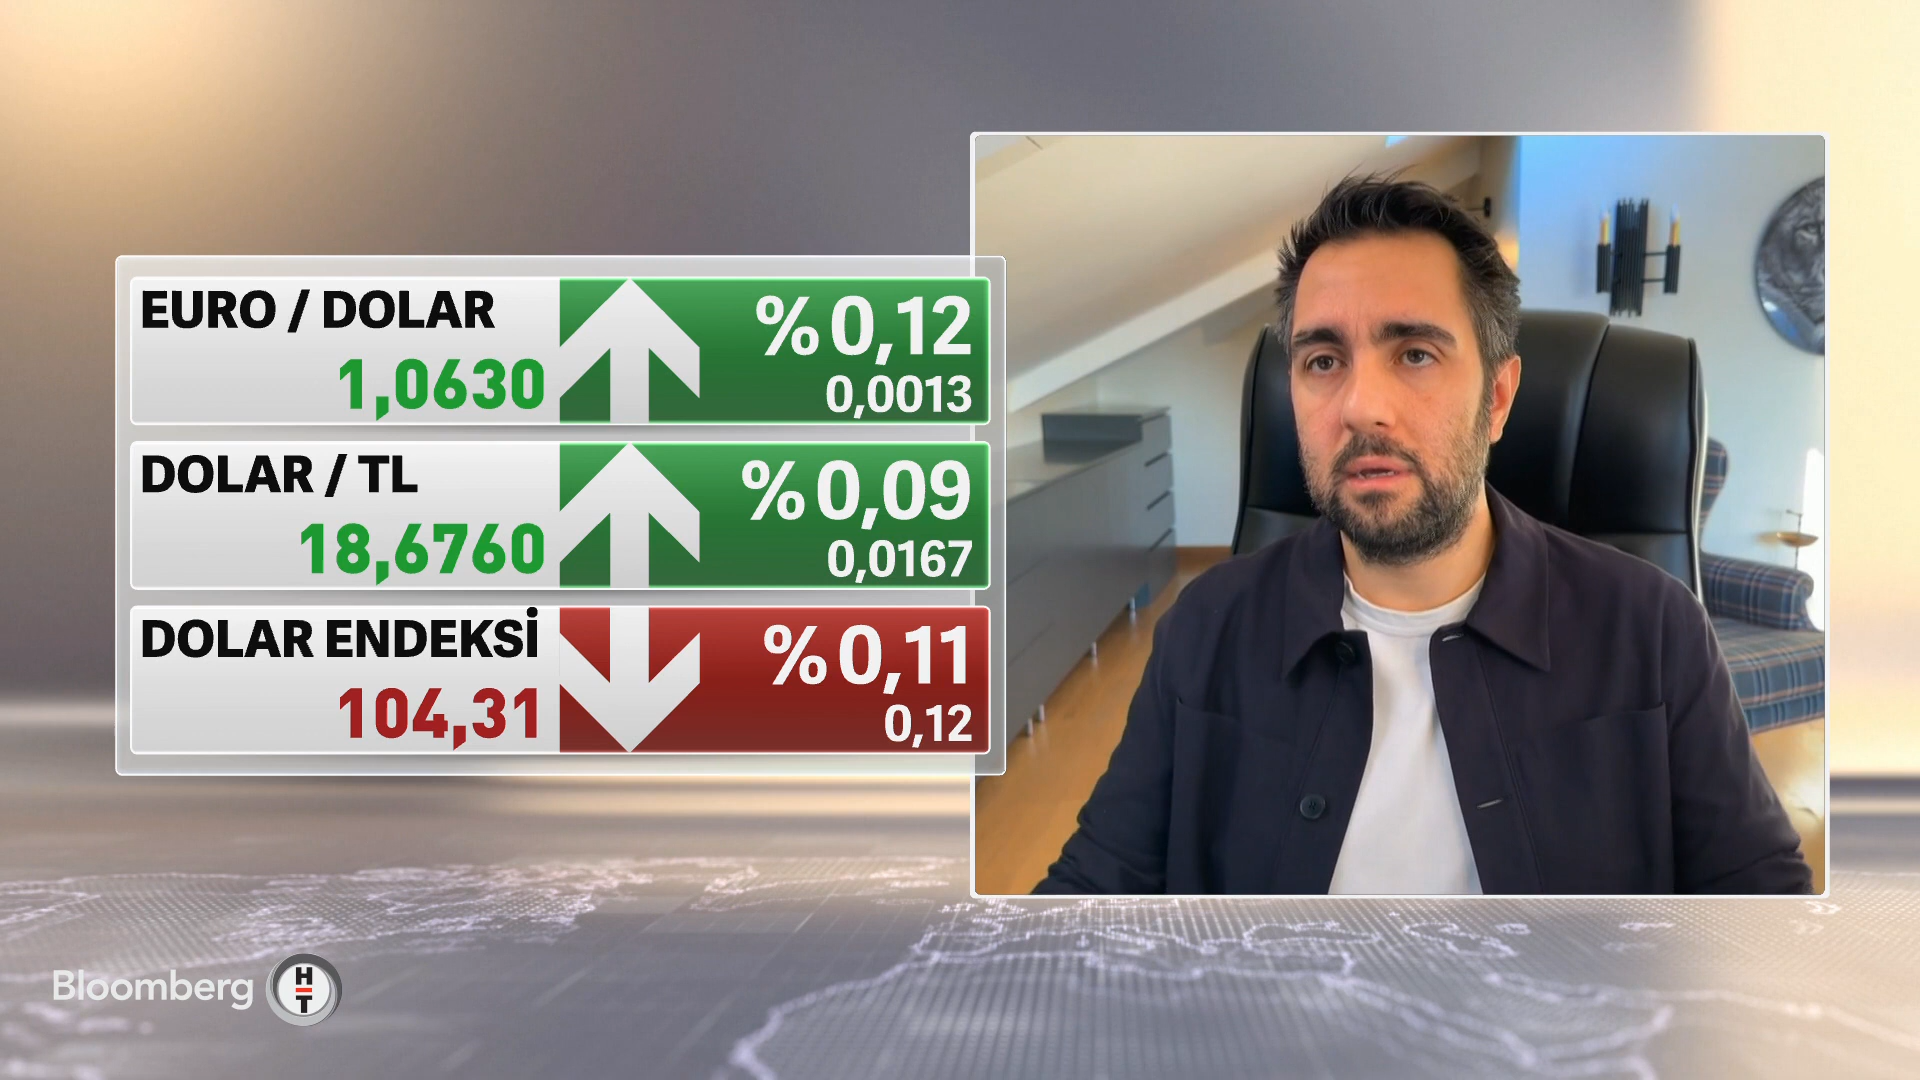 EURO / DOLAR
1,0630
%0,12
0,0013
DOLAR / TL
18,6760
%0,09
0,0167
DOLAR ENDEKSİ
104,31
%0,11
0,12
Bloomberg HT